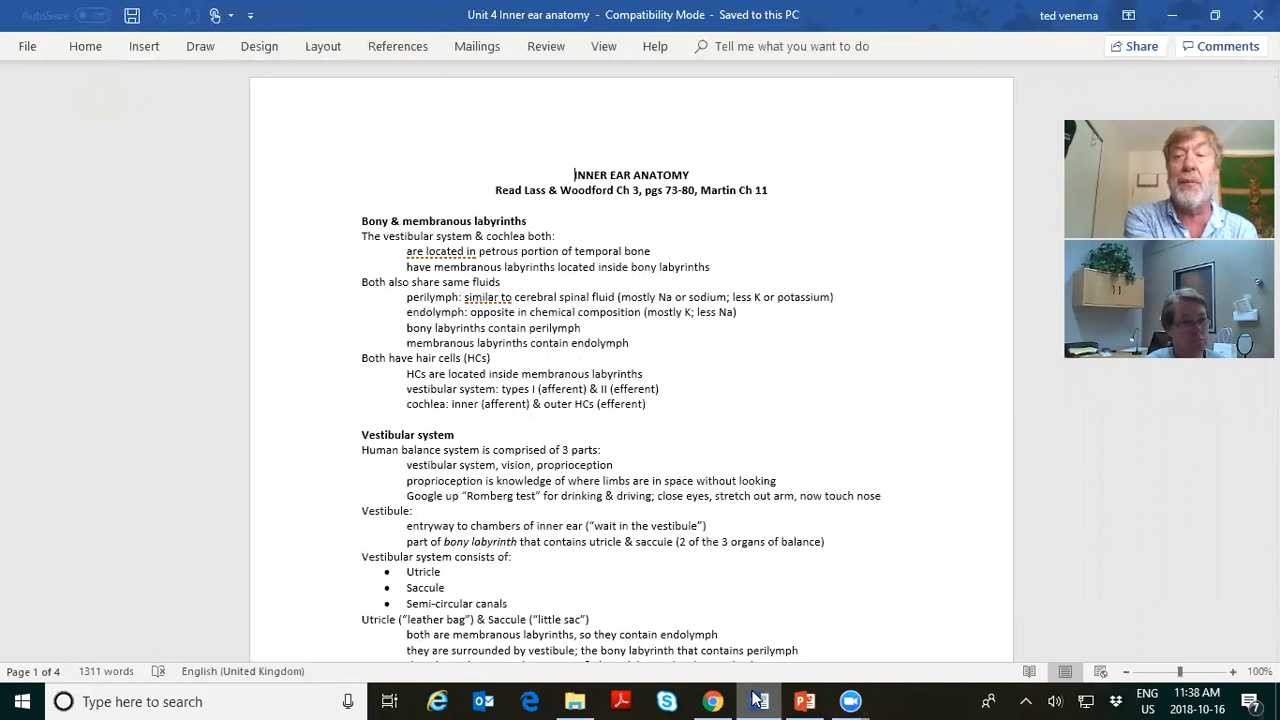 AutoSave
Off
Unit 4 Inner ear anatomy - Compatibility Mode - Saved to this PC
ted venema
File Home Insert Draw Design Layout References Mailings Review View Help Tell me what you want to do Share Comments
INNER EAR ANATOMY
Read Lass & Woodford Ch 3, pgs 73-80, Martin Ch 11
Bony & membranous labyrinths
The vestibular system & cochlea both:
are located in petrous portion of temporal bone
have membranous labyrinths located inside bony labyrinths
Both also share same fluids
perilymph: similar to cerebral spinal fluid (mostly Na or sodium; less K or potassium)
endolymph: opposite in chemical composition (mostly K; less Na)
bony labyrinths contain perilymph
membranous labyrinths contain endolymph
Both have hair cells (HCs)
HCs are located inside membranous labyrinths
vestibular system: types I (afferent) & II (efferent)
cochlea: inner (afferent) & outer HCs (efferent)
Vestibular system
Human balance system is comprised of 3 parts:
vestibular system, vision, proprioception
proprioception is knowledge of where limbs are in space without looking
Google up “Romberg test” for drinking & driving; close eyes, stretch out arm, now touch nose
Vestibule:
entryway to chambers of inner ear (“wait in the vestibule”)
part of bony labyrinth that contains utricle & saccule (2 of the 3 organs of balance)
Vestibular system consists of:
• Utricle
• Saccule
• Semi-circular canals
Utricle (“leather bag”) & Saccule (“little sac”)
both are membranous labyrinths, so they contain endolymph
they are surrounded by vestibule; the bony labyrinth that contains perilymph
Page 1 of 4 1311 words English (United Kingdom) 100%
Type here to search
ENG
US
11:38 AM
2018-10-16
7